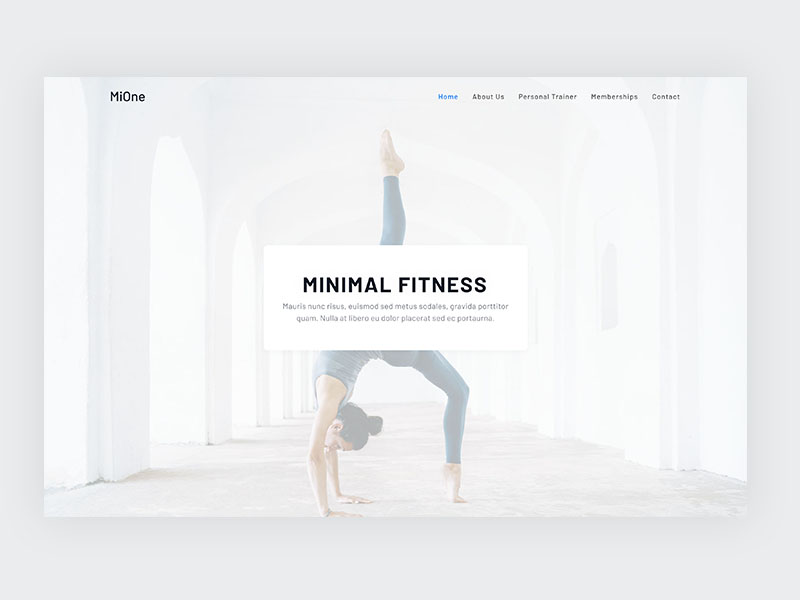 MiOne
Home About Us Personal Trainer Memberships Contact
MINIMAL FITNESS
Mauris nunc risus, euismod sed metus sodales, gravida porttitor
quam. Nulla at libero eu dolor placerat sed ec portaurna.